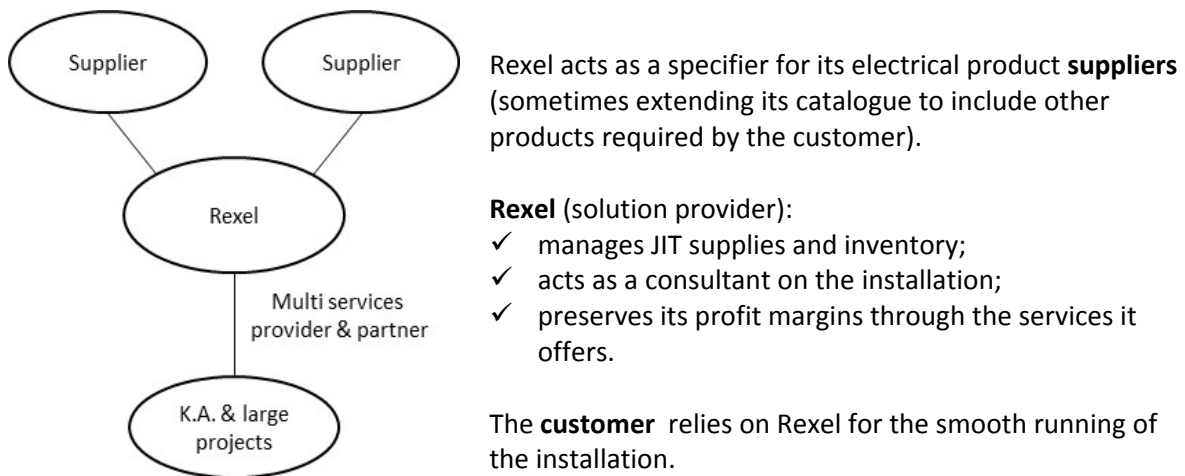 Supplier
Supplier
Rexel
Multi services
provider & partner
K.A. & large
projects
Rexel acts as a specifier for its electrical product suppliers
(sometimes extending its catalogue to include other
products required by the customer).
Rexel (solution provider):
✓ manages JIT supplies and inventory;
✓ acts as a consultant on the installation;
✓ preserves its profit margins through the services it
offers.
The customer relies on Rexel for the smooth running of
the installation.